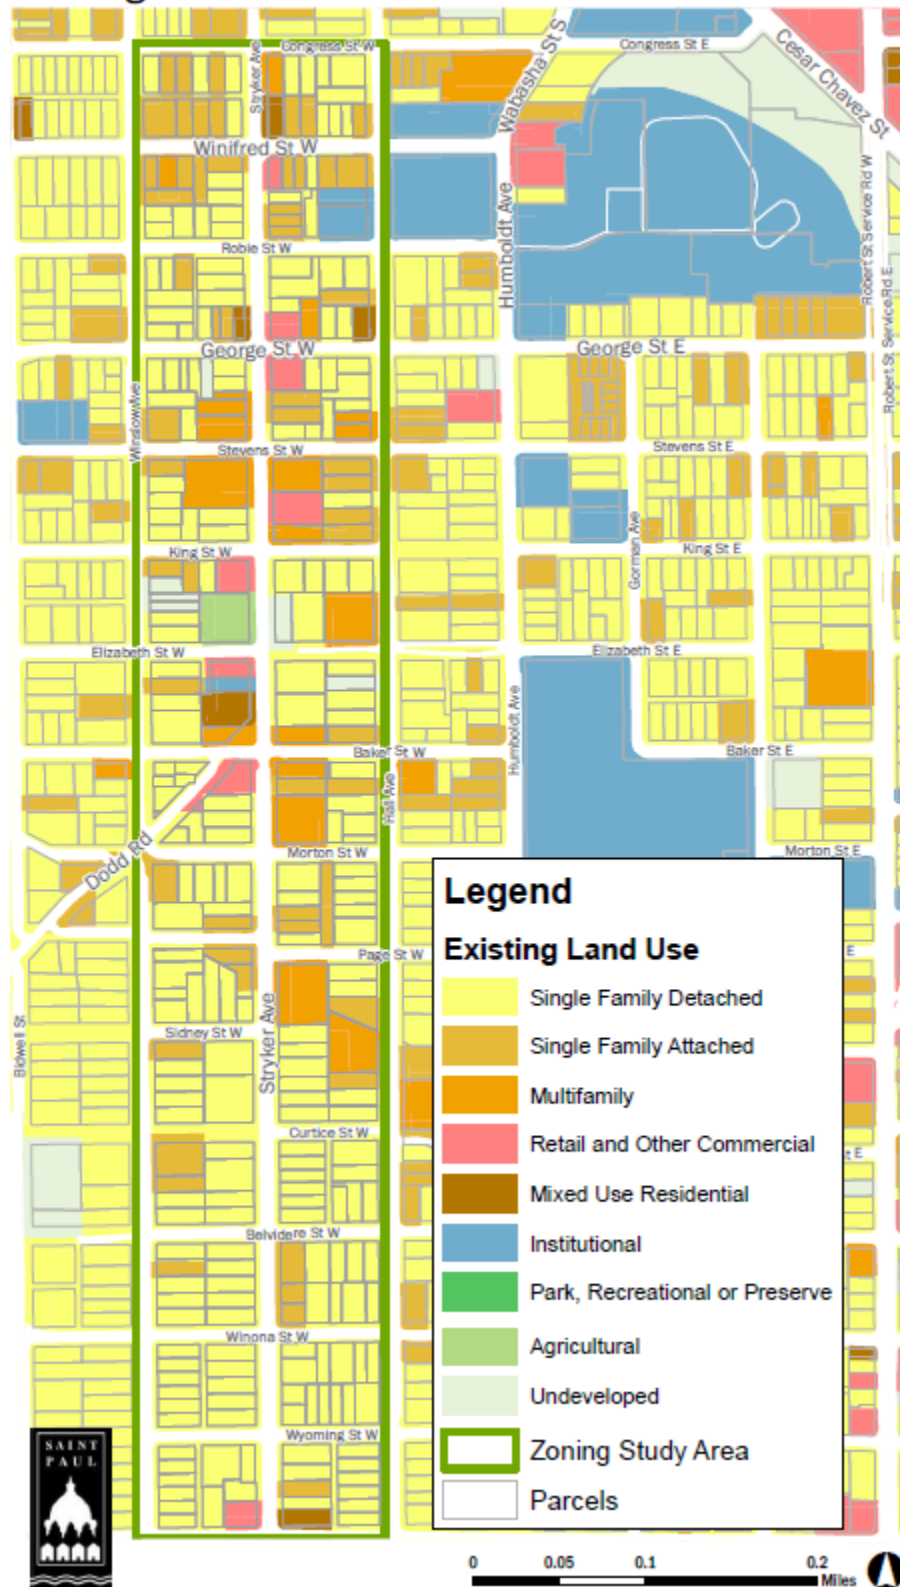 Congress St W
Congress St E
Stryker Ave
Wabasha St S
Cesar Chavez St
Winifred St W
Humboldt Ave
Robert St Service Rd W
Robie St W
Robert St Service Rd E
George St W
George St E
Winslow Ave
Stevens St W
Stevens St E
Gorman Ave
King St W
King St E
Elizabeth St W
Elizabeth St E
Humboldt Ave
Baker St W
Baker St E
Hall Ave
Dodd Rd
Morton St W
Morton St E
Page St W
E
Stryker Ave
Bidwell St
Sidney St W
Curtice St W
t E
Belvidere St W
Winona St W
Wyoming St W
Legend
Existing Land Use
Single Family Detached
Single Family Attached
Multifamily
Retail and Other Commercial
Mixed Use Residential
Institutional
Park, Recreational or Preserve
Agricultural
Undeveloped
Zoning Study Area
Parcels
SAINT
PAUL
0 0.05 0.1 0.2
Miles